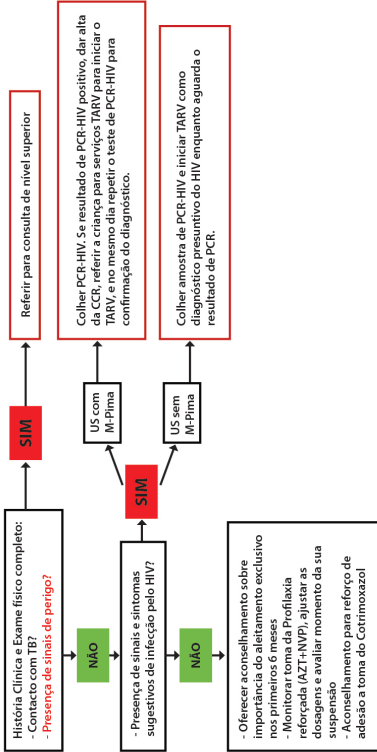 História Clínica e Exame físico completo:
- Contacto com TB?
- Presença de sinais de perigo?
SIM
Referir para consulta de nível superior
NÃO
- Presença de sinais e sintomas
sugestivos de infecção pelo HIV?
SIM
US com
M-Pima
Colher PCR-HIV. Se resultado de PCR-HIV positivo, dar alta
da CCR, referir a criança para serviços TARV para iniciar o
TARV, e no mesmo dia repetir o teste de PCR-HIV para
confirmação do diagnóstico.
US sem
M-Pima
Colher amostra de PCR-HIV e iniciar TARV como
diagnóstico presuntivo do HIV enquanto aguarda o
resultado de PCR.
NÃO
- Oferecer aconselhamento sobre
importância do aleitamento exclusivo
nos primeiros 6 meses
- Monitorar toma da Profilaxia
reforçada (AZT+NVP), ajustar as
dosagens e avaliar momento da sua
suspensão
- Aconselhamento para reforço de
adesão a toma do Cotrimoxazol